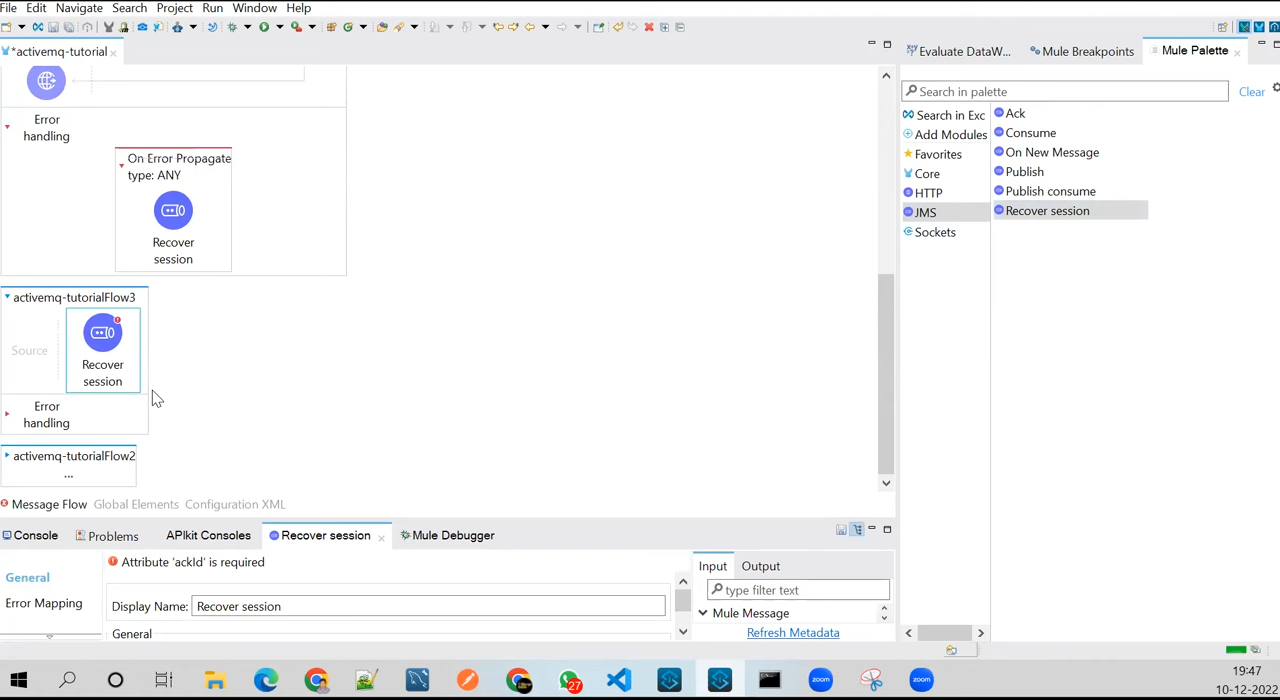 File Edit Navigate Search Project Run Window Help
*activemq-tutorial
Evaluate DataW... Mule Breakpoints Mule Palette
Search in palette Clear
Error handling
On Error Propagate
type: ANY
Recover
session
activemq-tutorialFlow3
Source
Recover
session
Error
handling
activemq-tutorialFlow2
...
Search in Exc
Add Modules
Favorites
Core
HTTP
JMS
Sockets
Ack
Consume
On New Message
Publish
Publish consume
Recover session
Message Flow Global Elements Configuration XML
Console Problems APIkit Consoles Recover session Mule Debugger
General
Error Mapping
Attribute 'ackId' is required
Display Name: Recover session
General
Input Output
type filter text
Mule Message
Refresh Metadata
27
zoom
zoom
19:47
10-12-2022